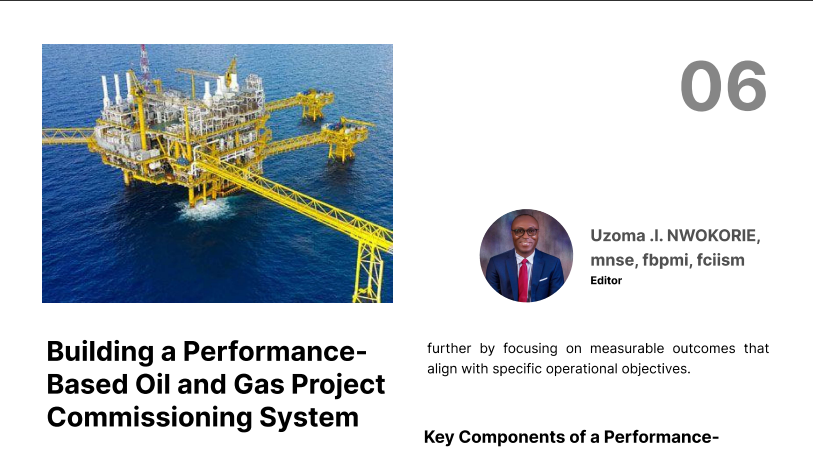 06
Uzoma .I. NWOKORIE,
mnse, fbpmi, fciism
Editor
Building a Performance-
Based Oil and Gas Project
Commissioning System
further by focusing on measurable outcomes that
align with specific operational objectives.
Key Components of a Performance-